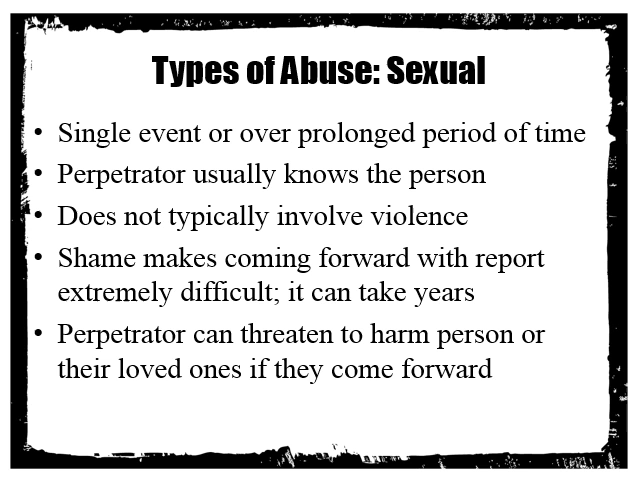 Types of Abuse: Sexual
• Single event or over prolonged period of time
• Perpetrator usually knows the person
• Does not typically involve violence
• Shame makes coming forward with report
extremely difficult; it can take years
• Perpetrator can threaten to harm person or
their loved ones if they come forward